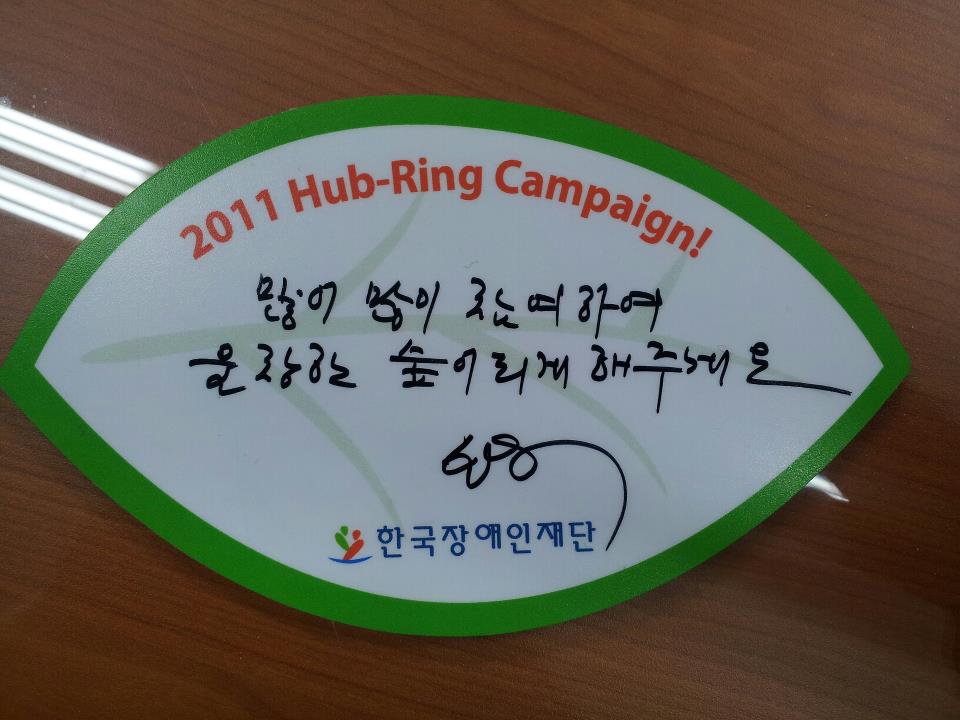 2011 Hub-Ring Campaign!
많이 많이 참여하여
울창한 숲이 되게 해주세요
한국장애인재단